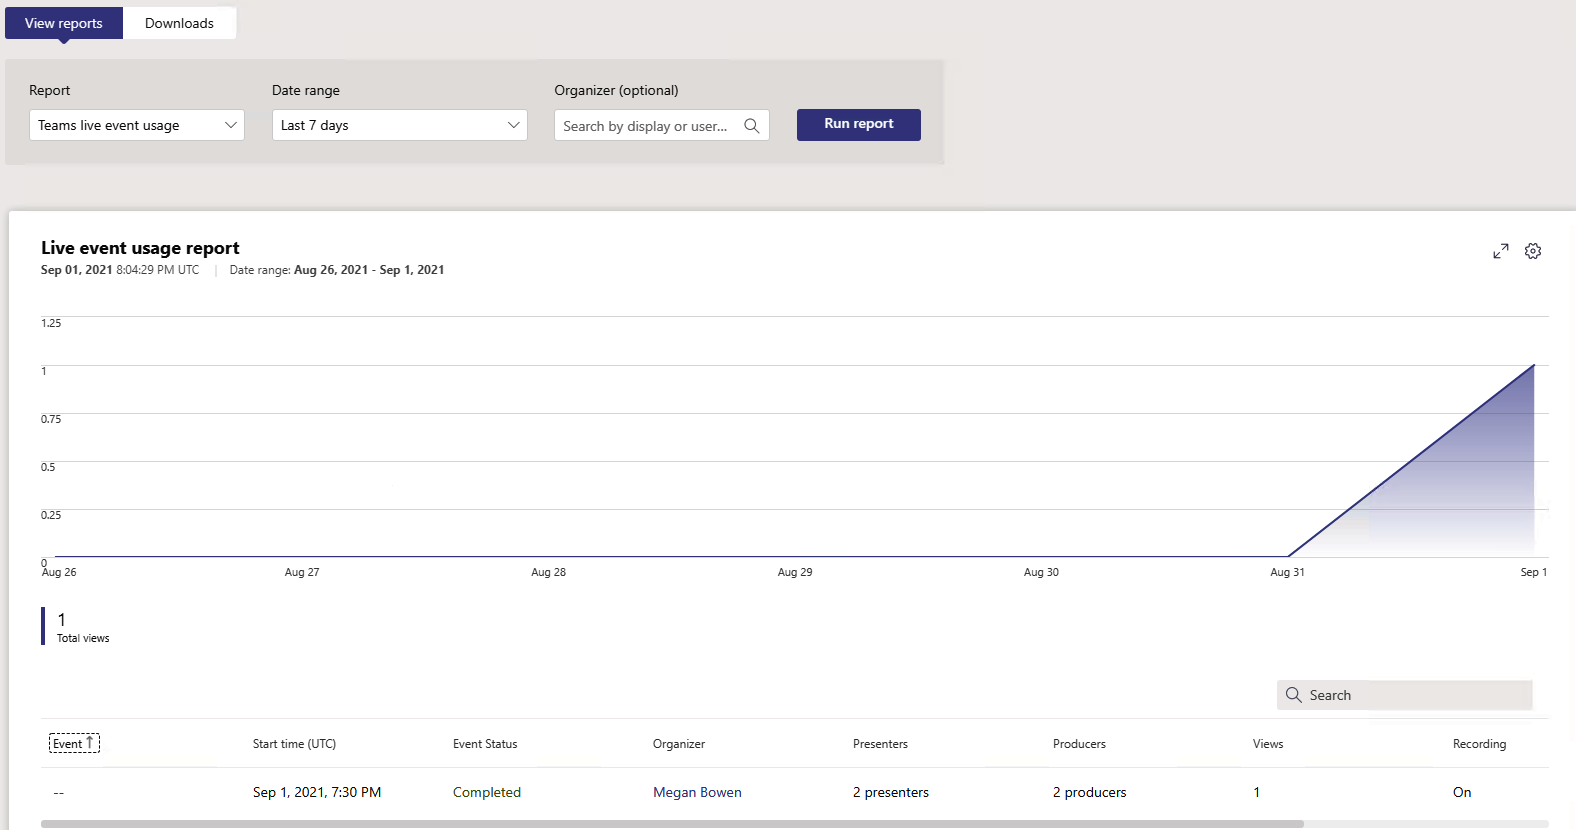 View reports Downloads
Report Date range Organizer (optional)
Teams live event usage Last 7 days Search by display or user... Run report
Live event usage report
Sep 01, 2021 8:04:29 PM UTC | Date range: Aug 26, 2021 - Sep 1, 2021
1.25
1
0.75
0.5
0.25
0
Aug 26 Aug 27 Aug 28 Aug 29 Aug 30 Aug 31 Sep 1
1
Total views
Search
Event ↑ Start time (UTC) Event Status Organizer Presenters Producers Views Recording
-- Sep 1, 2021, 7:30 PM Completed Megan Bowen 2 presenters 2 producers 1 On